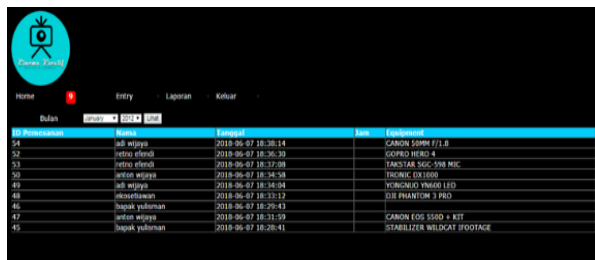 Home 9 Entry Laporan Keluar
Bulan January 2012 Lihat
ID Pemesanan Nama Tanggal Jam Equipment
54 adi wijaya 2018-06-07 18:38:14 CANON 50MM F/1.8
52 retno efendi 2018-06-07 18:36:30 GOPRO HERO 4
53 retno efendi 2018-06-07 18:37:08 TAKSTAR SGC-598 MIC
50 anton wijaya 2018-06-07 18:34:58 TRONIC DX1000
49 adi wijaya 2018-06-07 18:34:04 YONGNUO YN600 LED
48 ekosetiawan 2018-06-07 18:33:12 DJI PHANTOM 3 PRO
46 bapak yulisman 2018-06-07 18:29:43
47 anton wijaya 2018-06-07 18:31:59 CANON EOS 550D + KIT
45 bapak yulisman 2018-06-07 18:28:41 STABILIZER WILDCAT IFOOTAGE